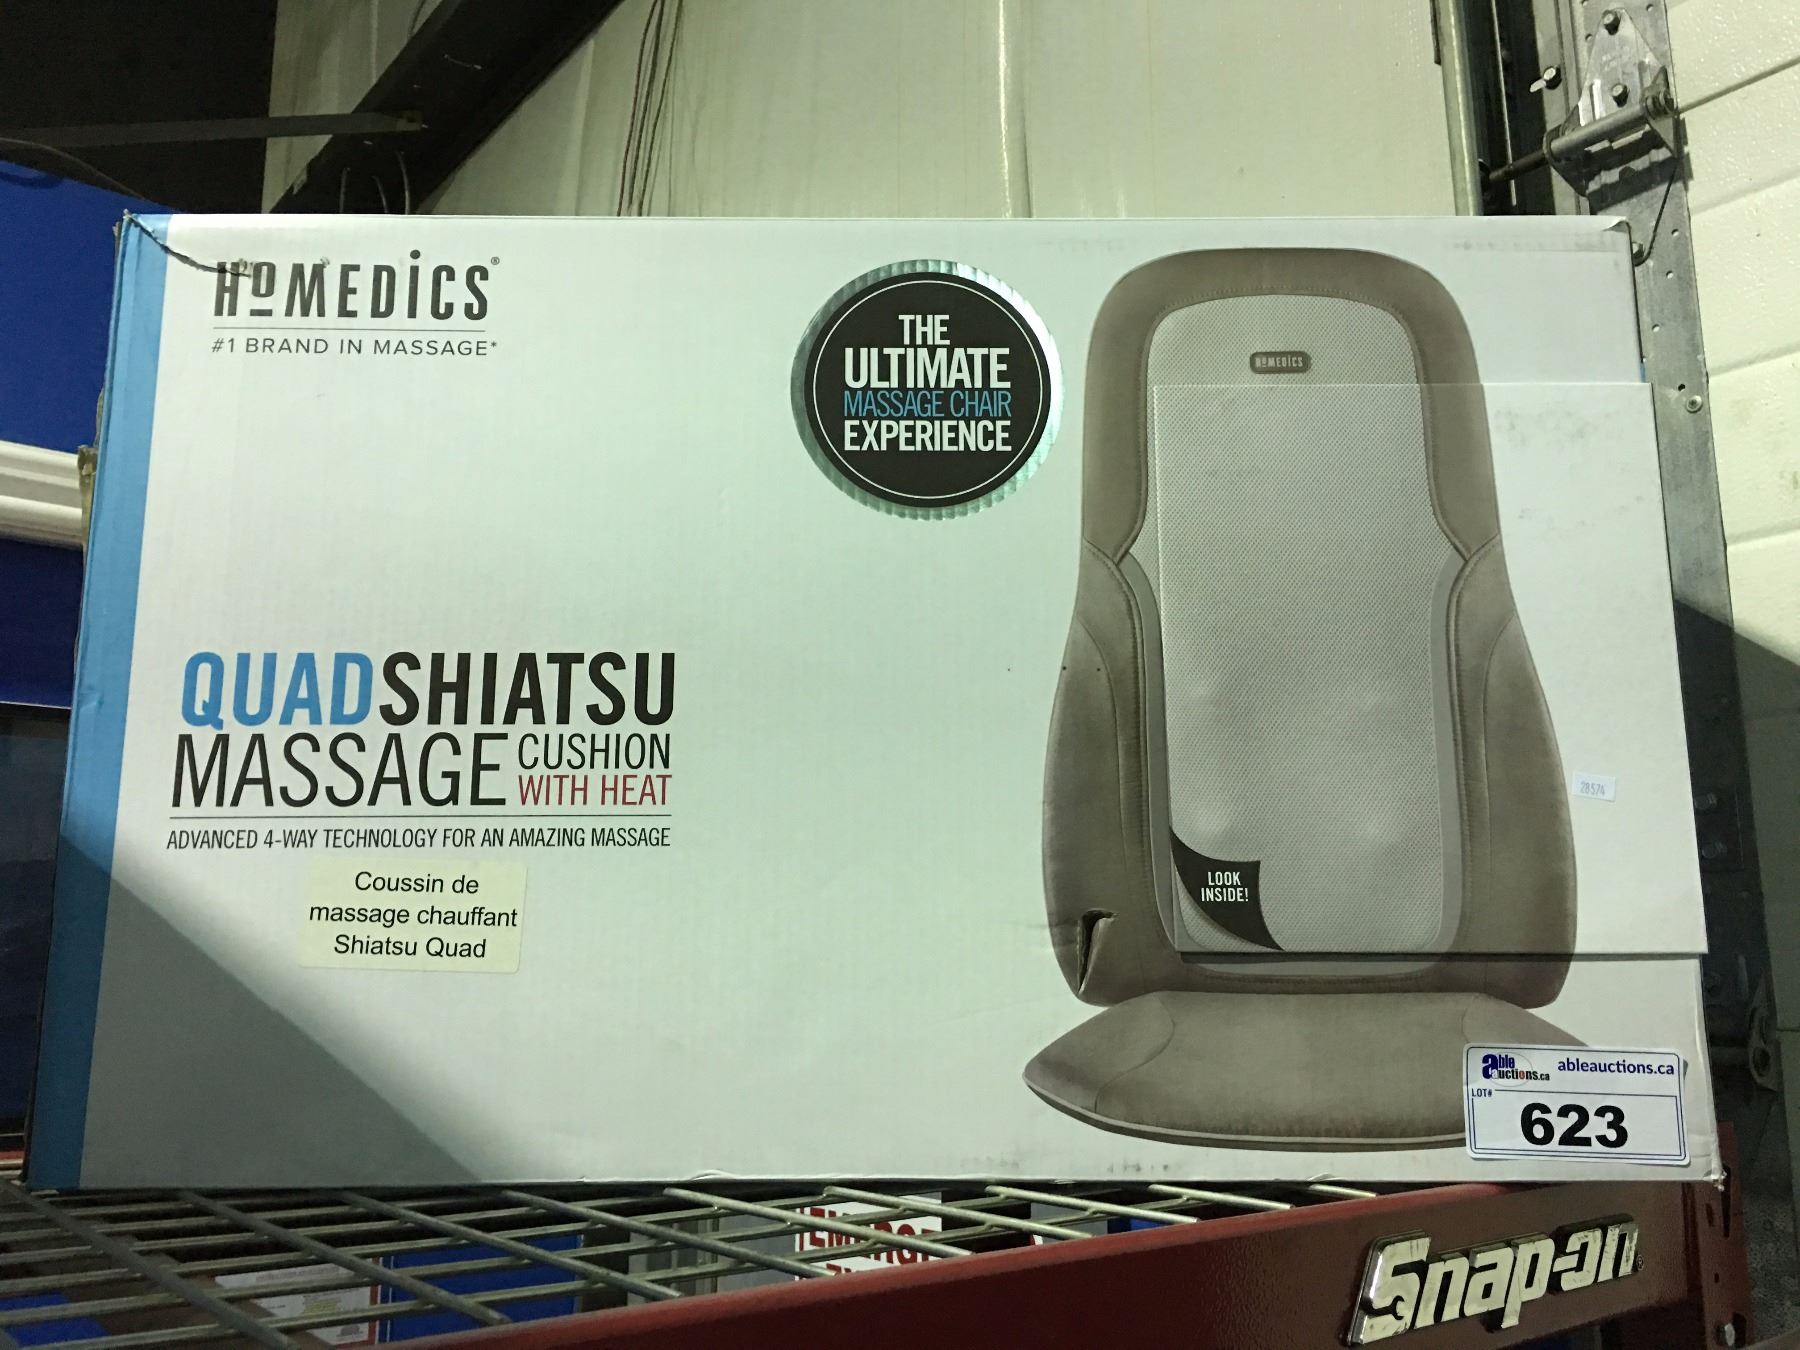 HOMEDICS®
#1 BRAND IN MASSAGE*
THE
ULTIMATE
MASSAGE CHAIR
EXPERIENCE
HOMEDICS
QUADSHIATSU
MASSAGE CUSHION
WITH HEAT
ADVANCED 4-WAY TECHNOLOGY FOR AN AMAZING MASSAGE
Coussin de
massage chauffant
Shiatsu Quad
28574
LOOK
INSIDE!
able auctions.ca
ableauctions.ca
LOT#
623
Snap-on